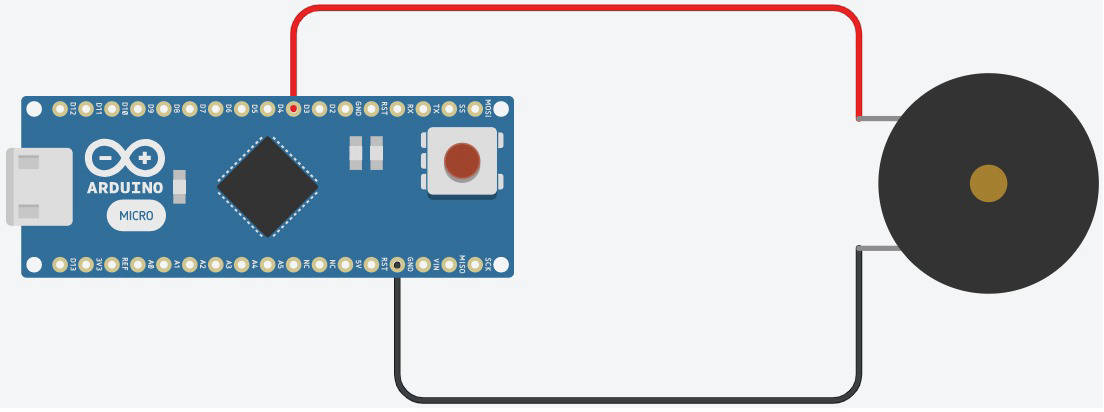 D12 D11 D10 D9 D8 D7 D6 D5 D4 D3 D2 GND RST RX TX SS MOSI
ARDUINO
MICRO
D13 3V3 REF A0 A1 A2 A3 A4 A5 NC NC 5V RST GND VIN MISO SCK